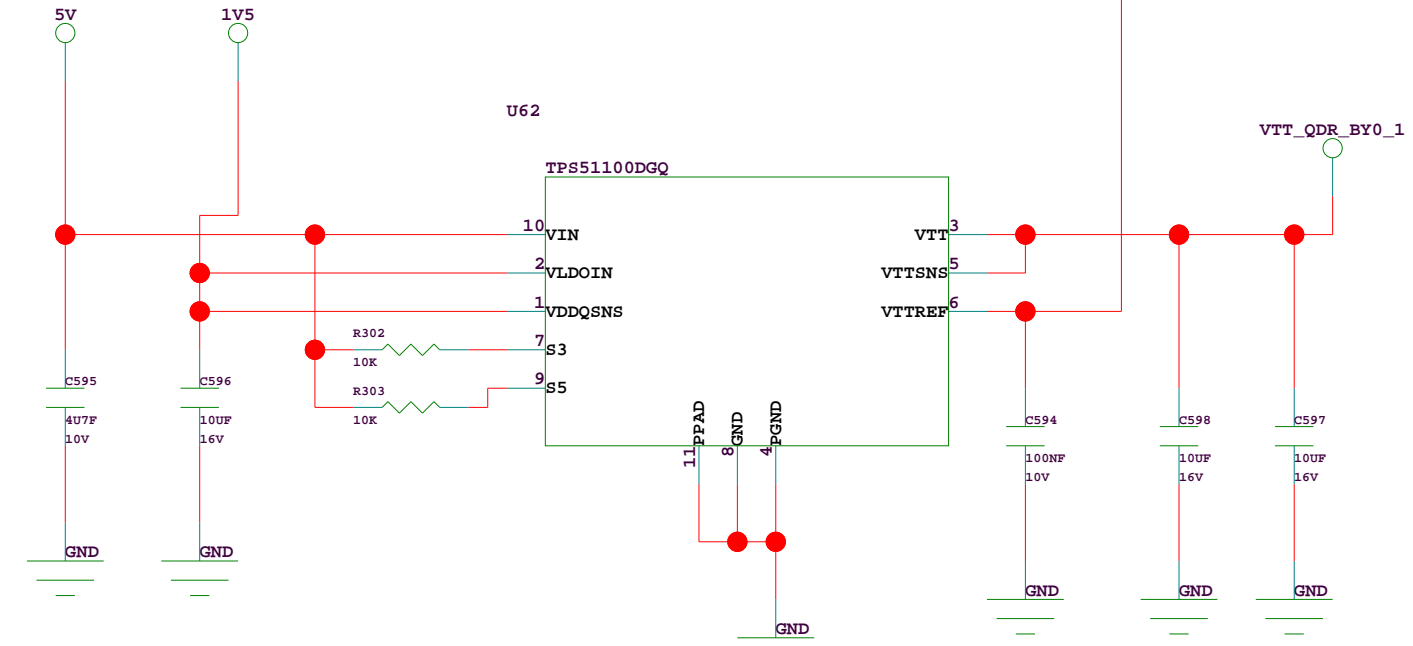 5V
1V5
U62
VTT_QDR_BY0_1
TPS51100DGQ
10
VIN
VTT
3
2
VLDOIN
VTTSNS
5
1
VDDQSNS
VTTREF
6
R302
10K
7
S3
R303
10K
9
S5
C595
4U7F
10V
C596
10UF
16V
PPAD
11
GND
8
PGND
4
C594
100NF
10V
C598
10UF
16V
C597
10UF
16V
GND
GND
GND
GND
GND
GND